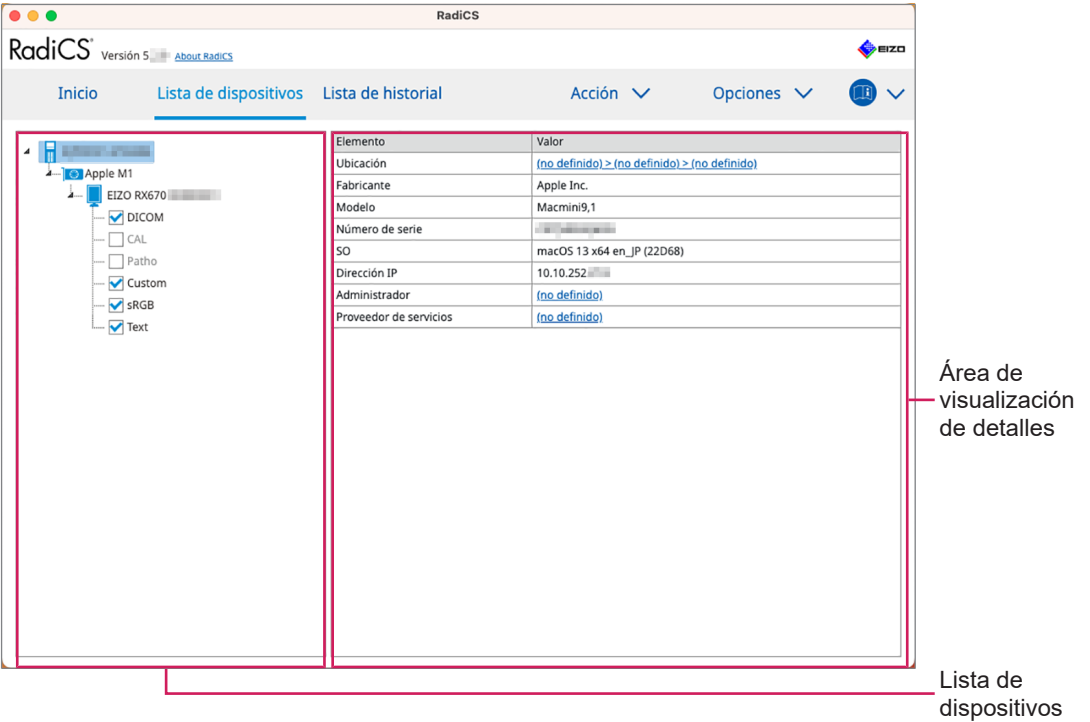 RadiCS
RadiCS® Versión 5. About RadiCS
EIZO
Inicio Lista de dispositivos Lista de historial Acción Opciones
Apple M1
EIZO RX670
DICOM
CAL
Patho
Custom
sRGB
Text
Elemento Valor
Ubicación (no definido) > (no definido) > (no definido)
Fabricante Apple Inc.
Modelo Macmini9,1
Número de serie
SO macOS 13 x64 en_JP (22D68)
Dirección IP 10.10.252
Administrador (no definido)
Proveedor de servicios (no definido)
Área de
visualización
de detalles
Lista de
dispositivos